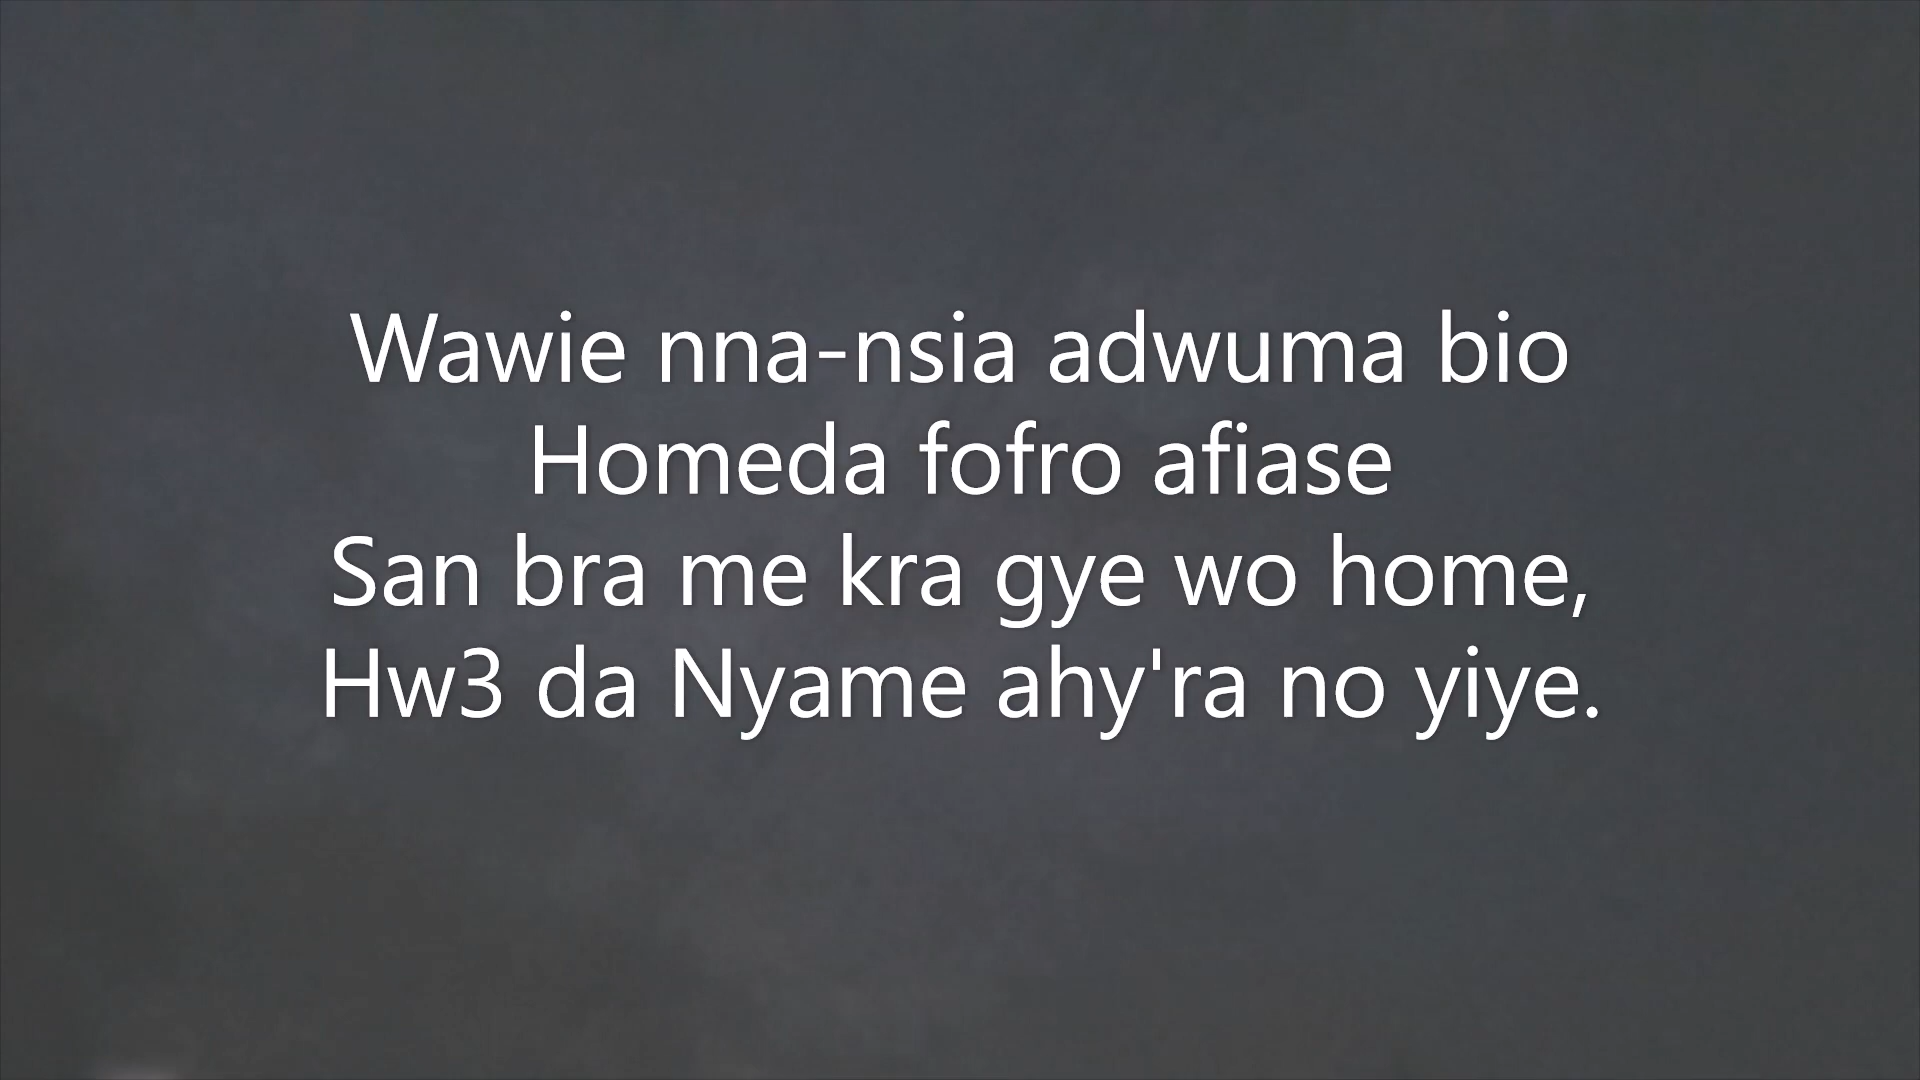 Wawie nna-nsia adwuma bio
Homeda fofro afiase
San bra me kra gye wo home,
Hw3 da Nyame ahy'ra no yiye.